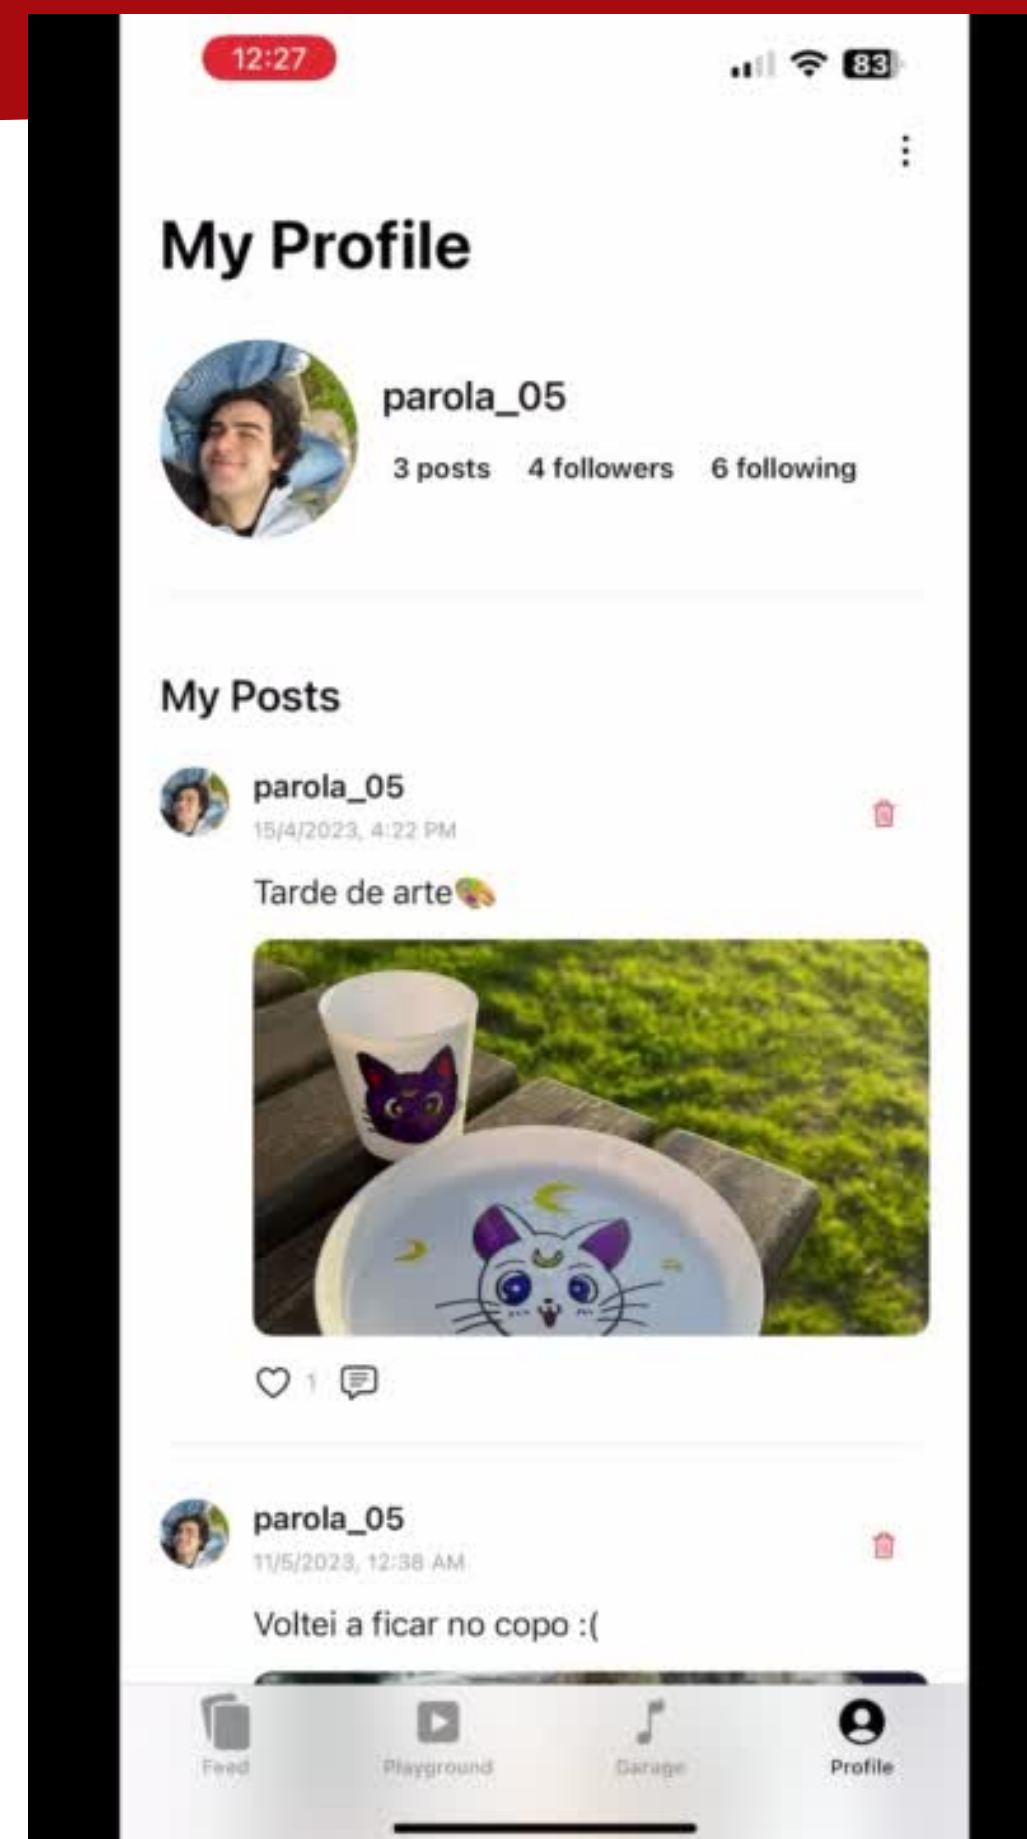 12:27
83
My Profile
parola_05
3 posts 4 followers 6 following
My Posts
parola_05
15/4/2023, 4:22 PM
Tarde de arte🎨
1
parola_05
11/5/2023, 12:38 AM
Voltei a ficar no copo :(
Feed Playground Garage Profile